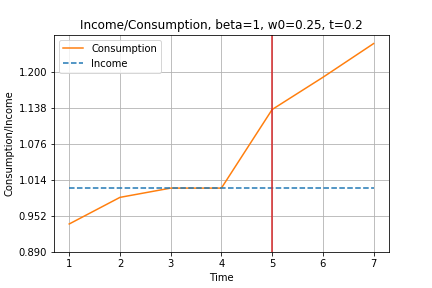 Income/Consumption, beta=1, w0=0.25, t=0.2
Consumption
Income
Consumption/Income
1.200
1.138
1.076
1.014
0.952
0.890
1 2 3 4 5 6 7
Time